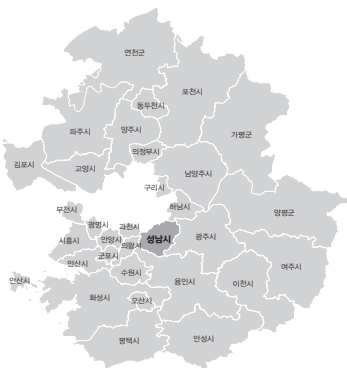 연천군
포천시
동두천시
파주시
양주시
가평군
의정부시
김포시
고양시
남양주시
구리시
하남시
부천시
양평군
광명시
과천시
시흥시
안양시
의왕시
성남시
광주시
군포시
안산시
수원시
여주시
안산시
용인시
이천시
화성시
오산시
평택시
안성시